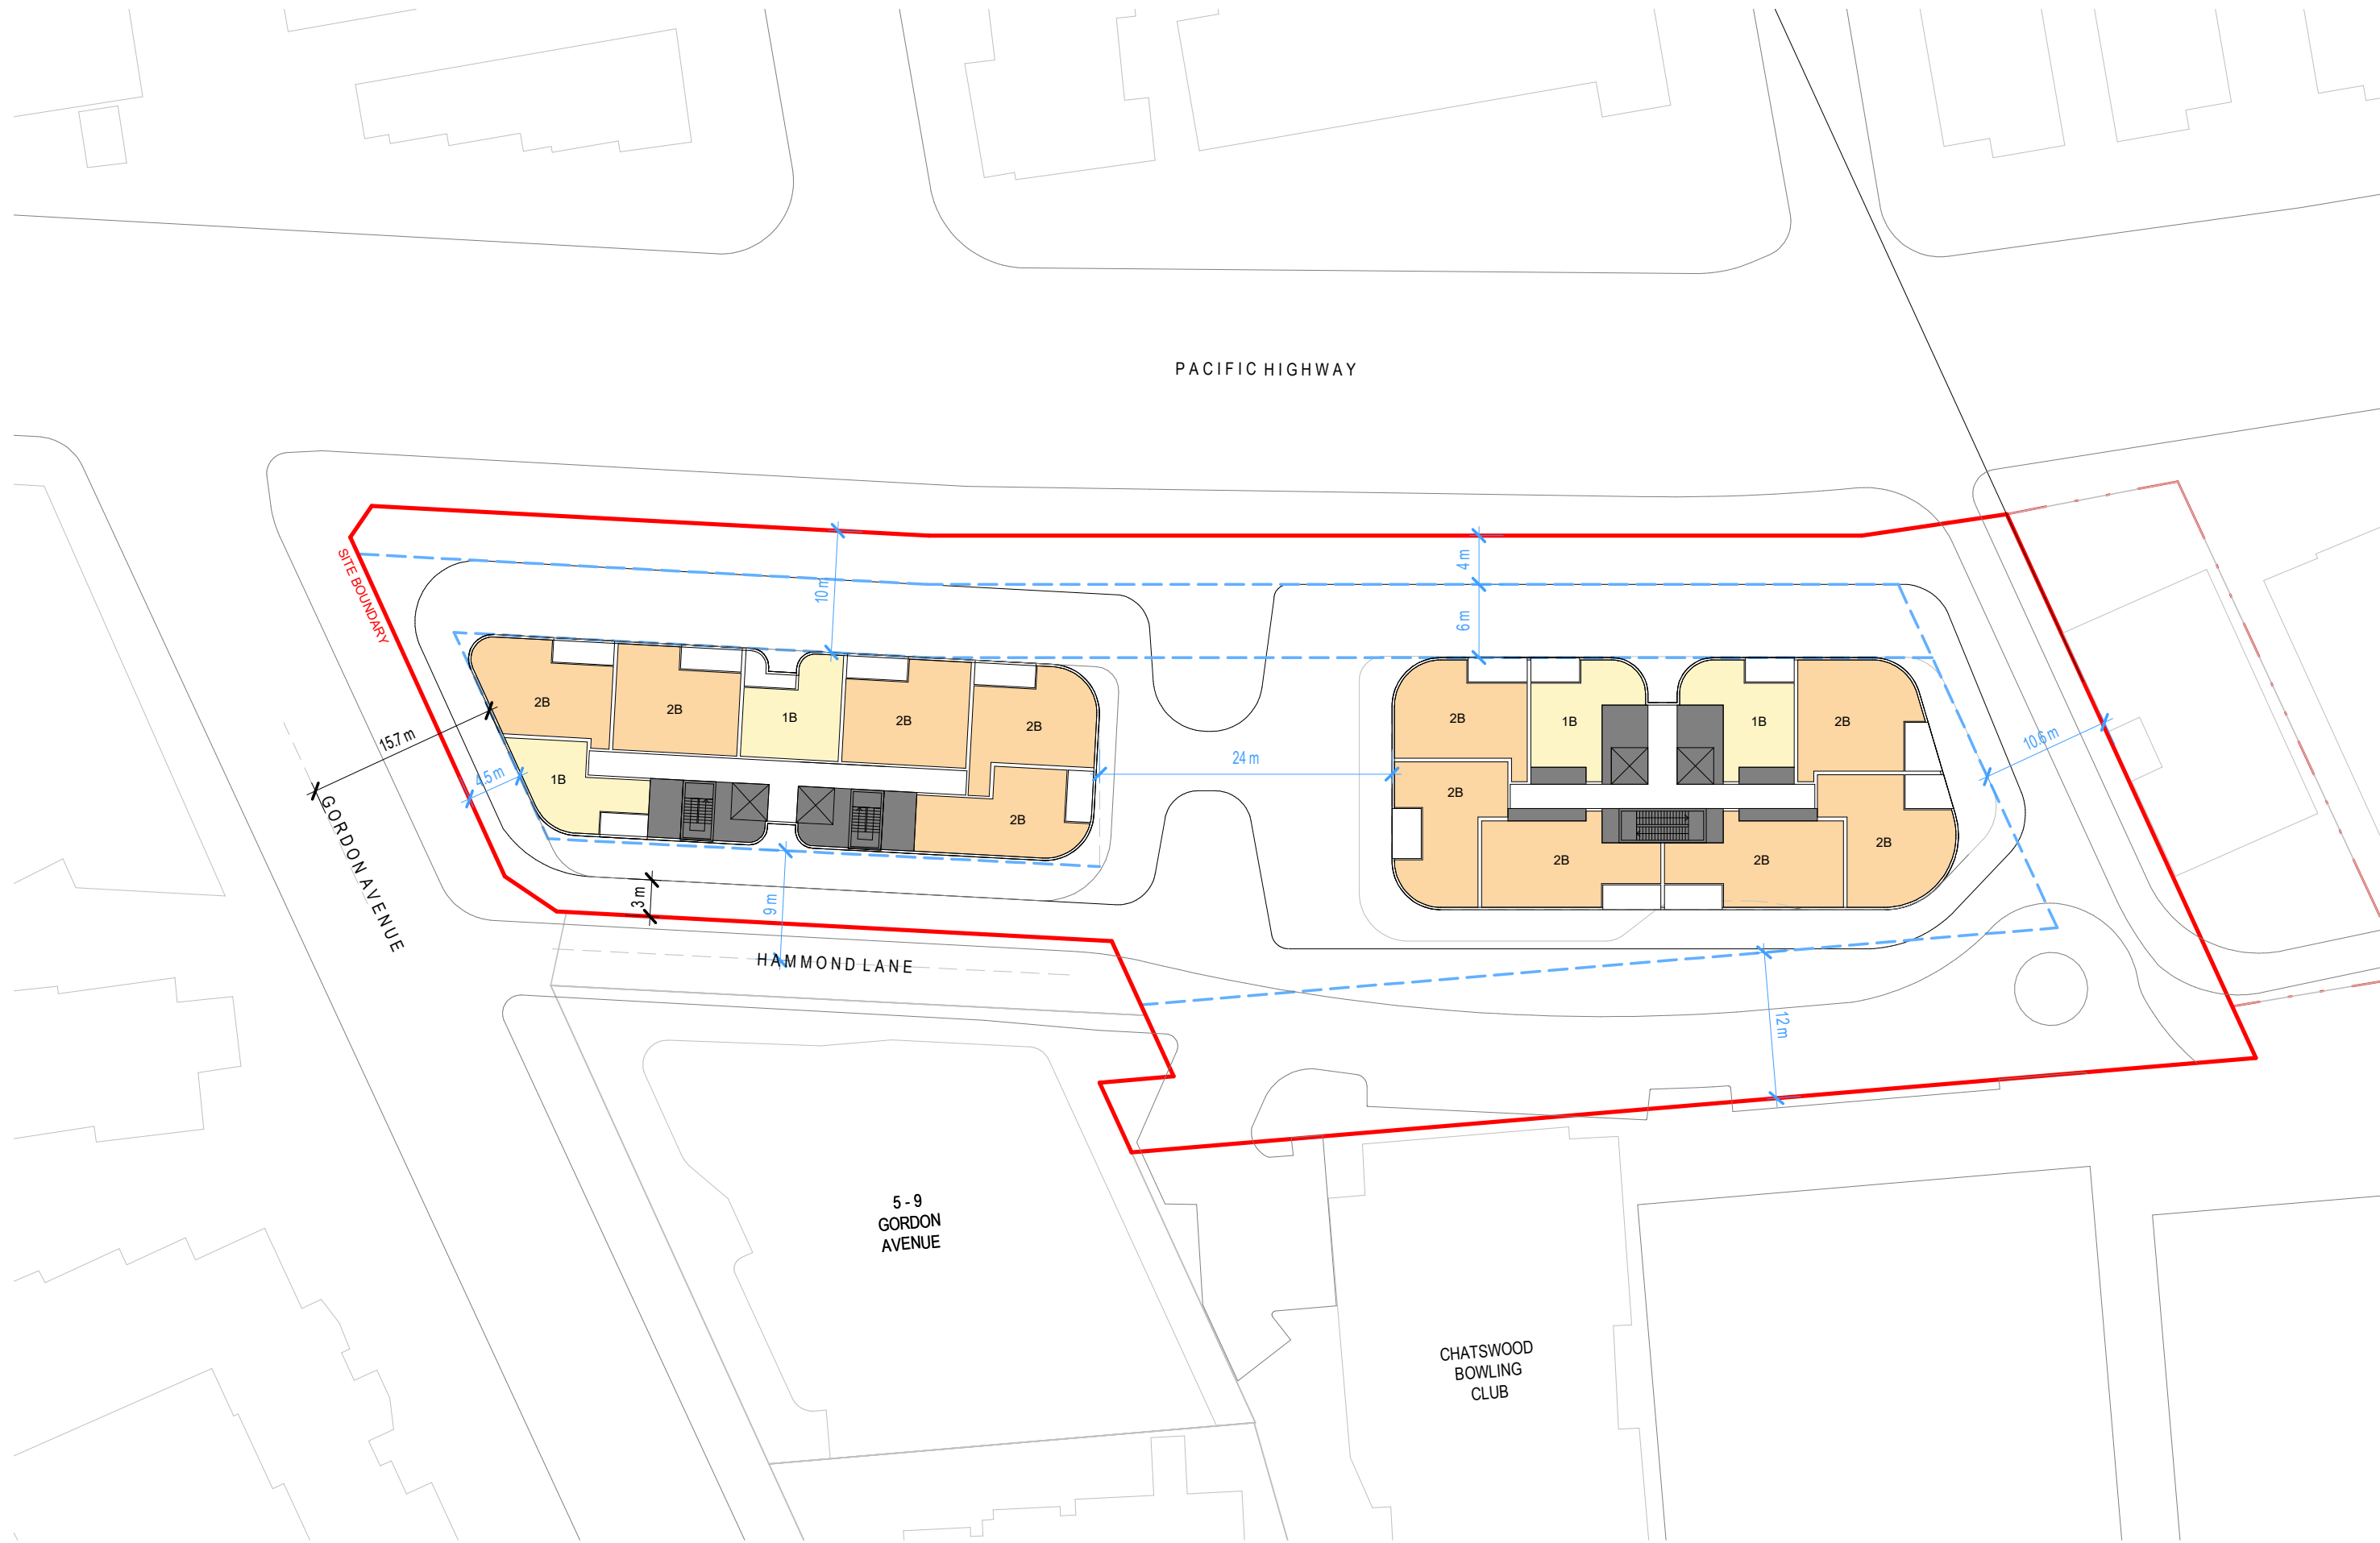 PACIFIC HIGHWAY
SITE BOUNDARY
10 m
4 m
6 m
2B
2B
1B
2B
2B
1B
2B
15.7 m
4.5 m
24 m
2B
1B
1B
2B
2B
2B
2B
2B
10.6 m
GORDON AVENUE
3 m
9 m
HAMMOND LANE
12 m
5 - 9
GORDON
AVENUE
CHATSWOOD
BOWLING
CLUB